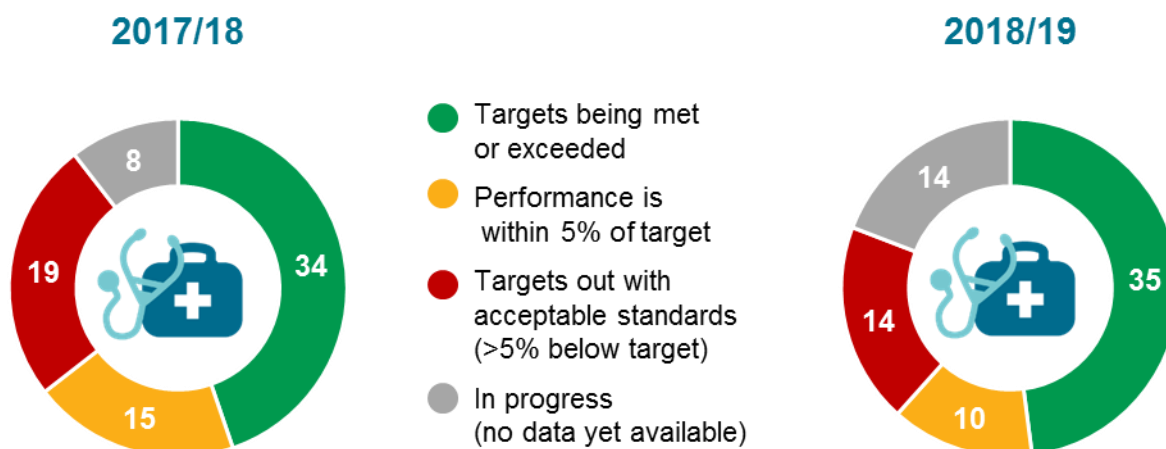 2017/18
8
34
19
15
Targets being met
or exceeded
Performance is
within 5% of target
Targets out with
acceptable standards
(>5% below target)
In progress
(no data yet available)
2018/19
14
35
14
10